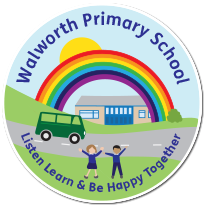 Walworth Primary School
Listen Learn & Be Happy Together